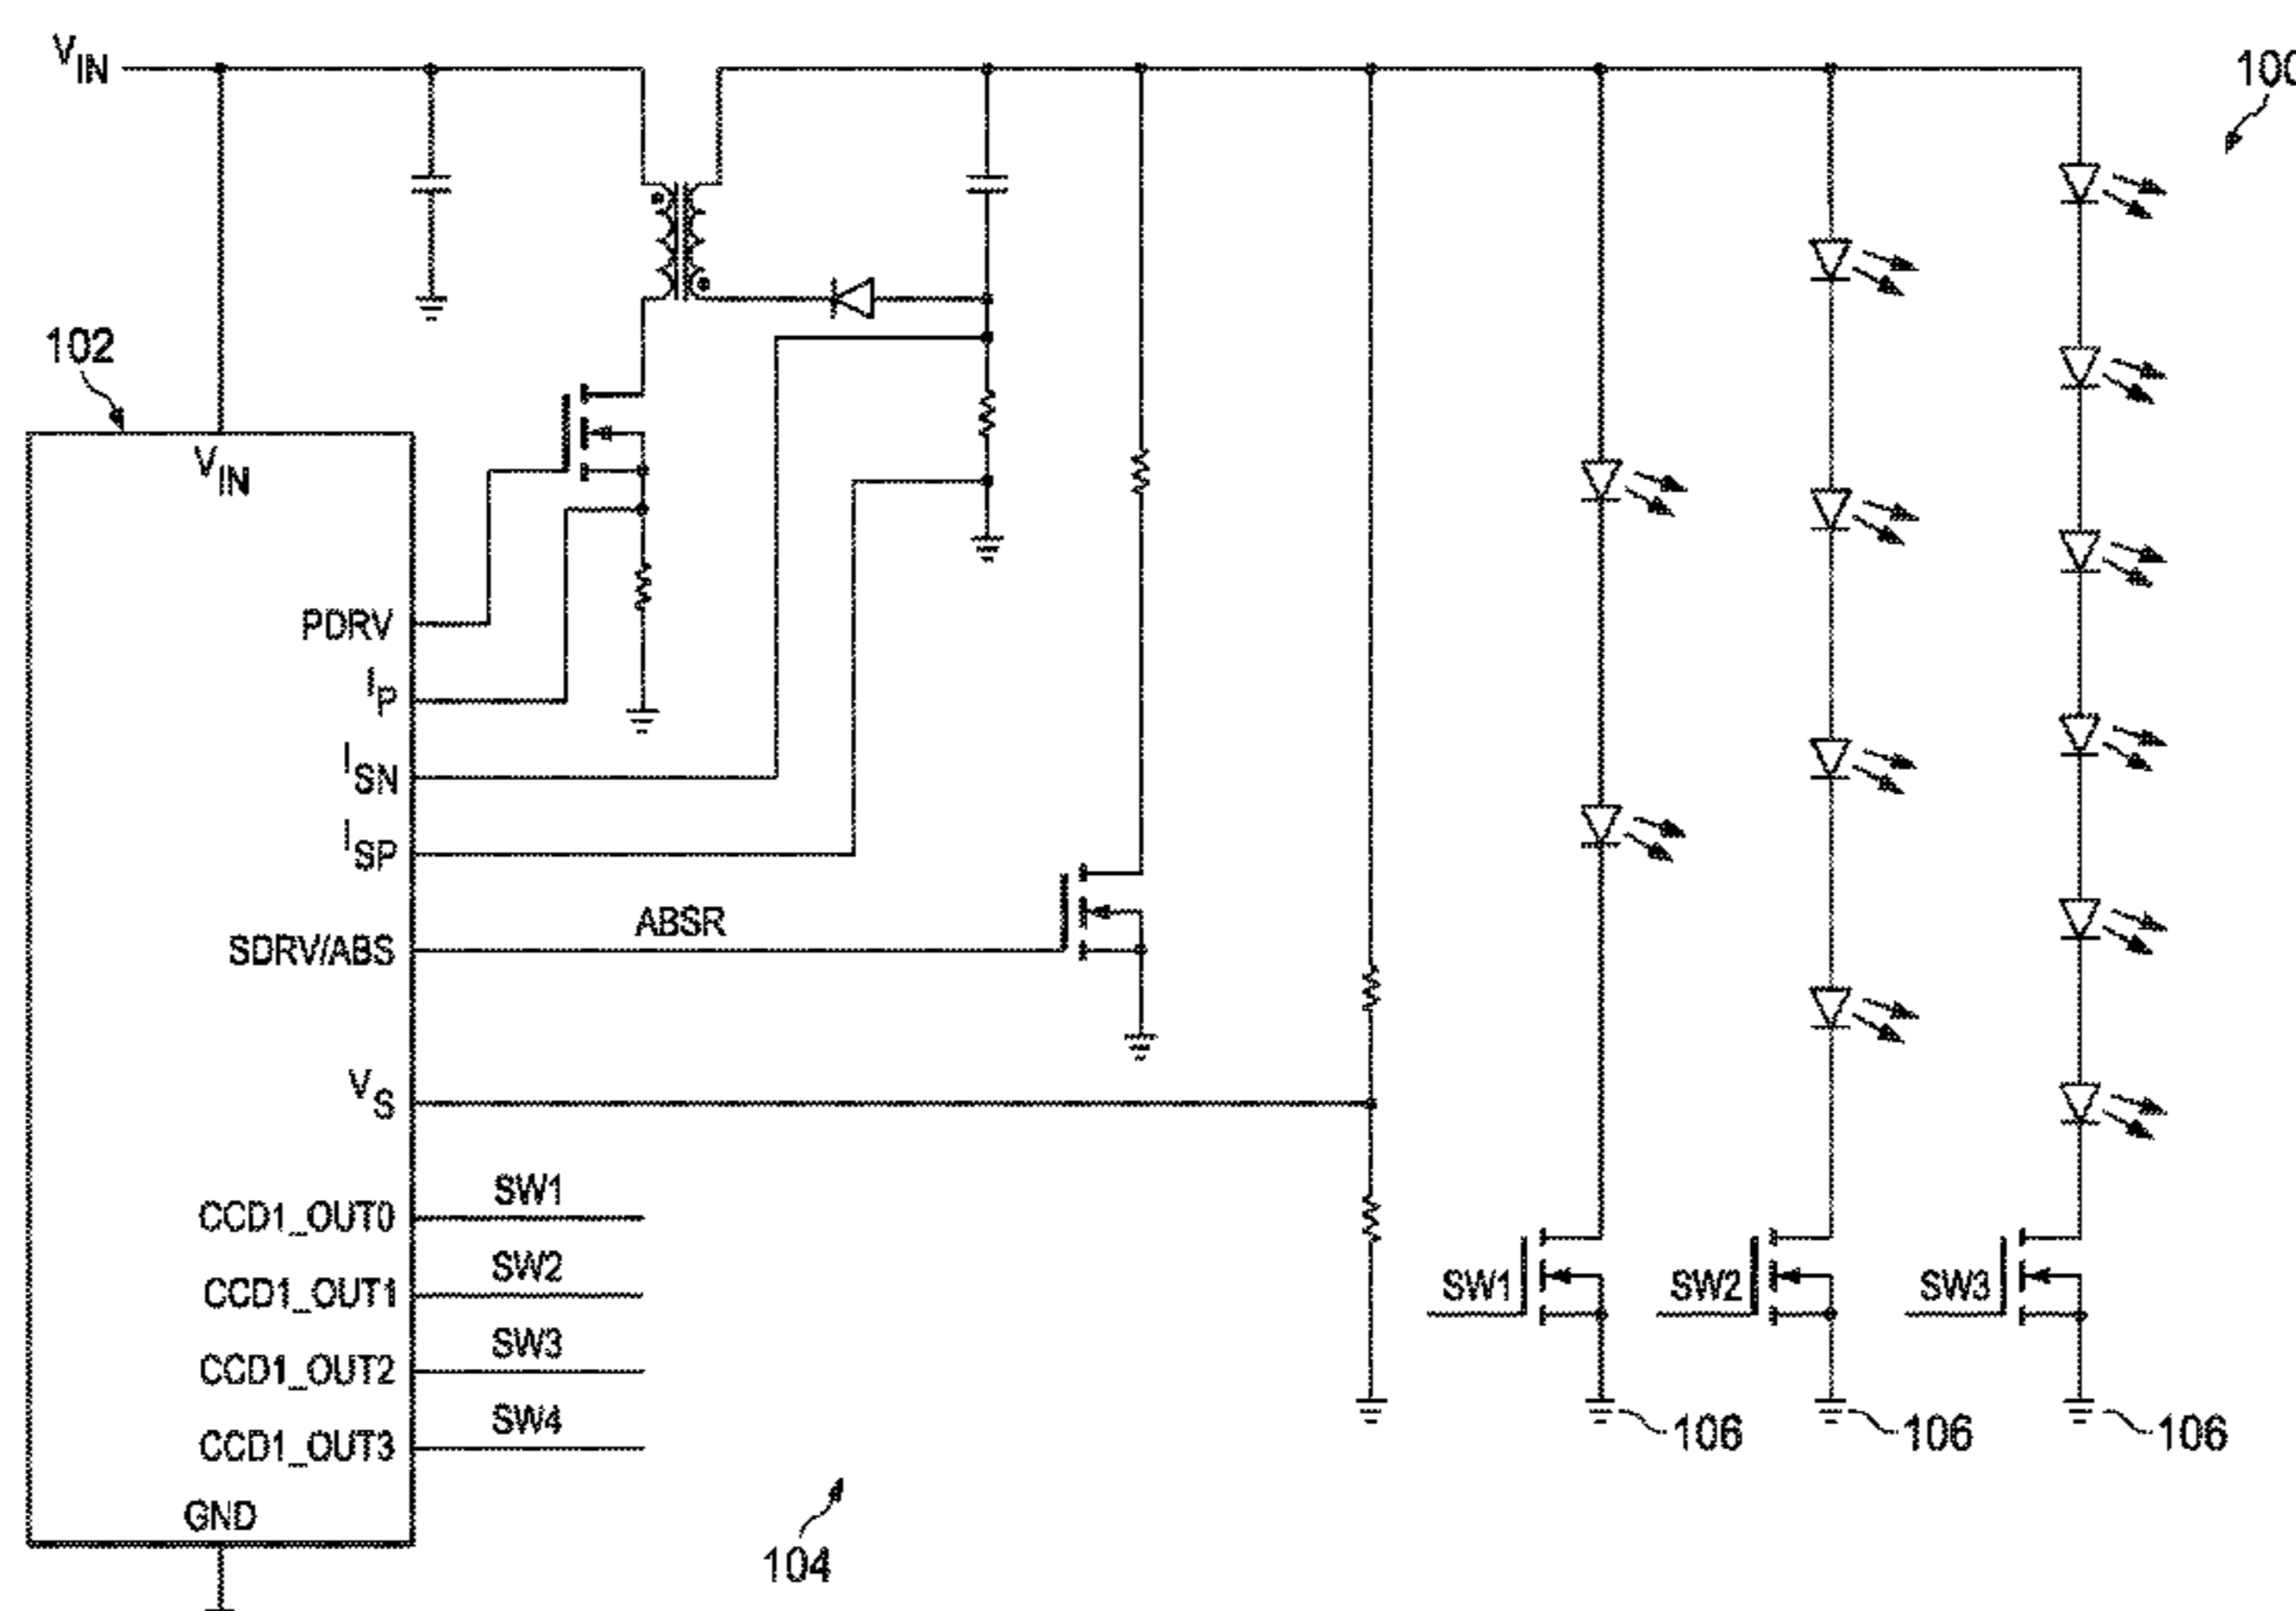 VIN
100
102
VIN
PDRV
IP
ISN
ISP
SDRV/ABS
ABSR
VS
CCD1_OUT0
SW1
CCD1_OUT1
SW2
CCD1_OUT2
SW3
CCD1_OUT3
SW4
GND
SW1
SW2
SW3
106
106
106
104